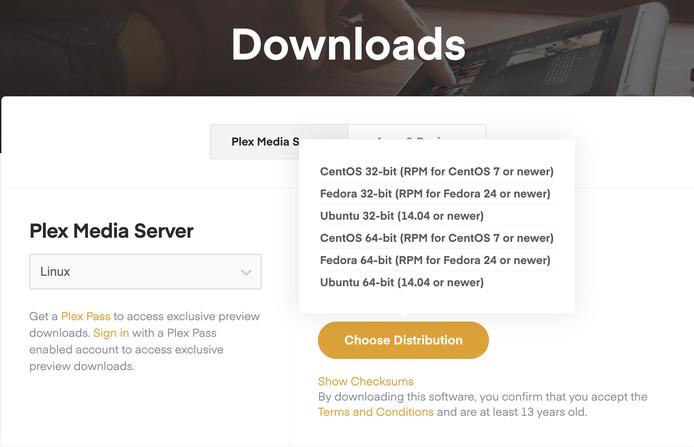 Downloads
Plex Media S
CentOS 32-bit (RPM for CentOS 7 or newer)
Fedora 32-bit (RPM for Fedora 24 or newer)
Ubuntu 32-bit (14.04 or newer)
CentOS 64-bit (RPM for CentOS 7 or newer)
Fedora 64-bit (RPM for Fedora 24 or newer)
Ubuntu 64-bit (14.04 or newer)
Plex Media Server
Linux
Get a Plex Pass to access exclusive preview
downloads. Sign in with a Plex Pass
enabled account to access exclusive
preview downloads.
Choose Distribution
Show Checksums
By downloading this software, you confirm that you accept the
Terms and Conditions and are at least 13 years old.